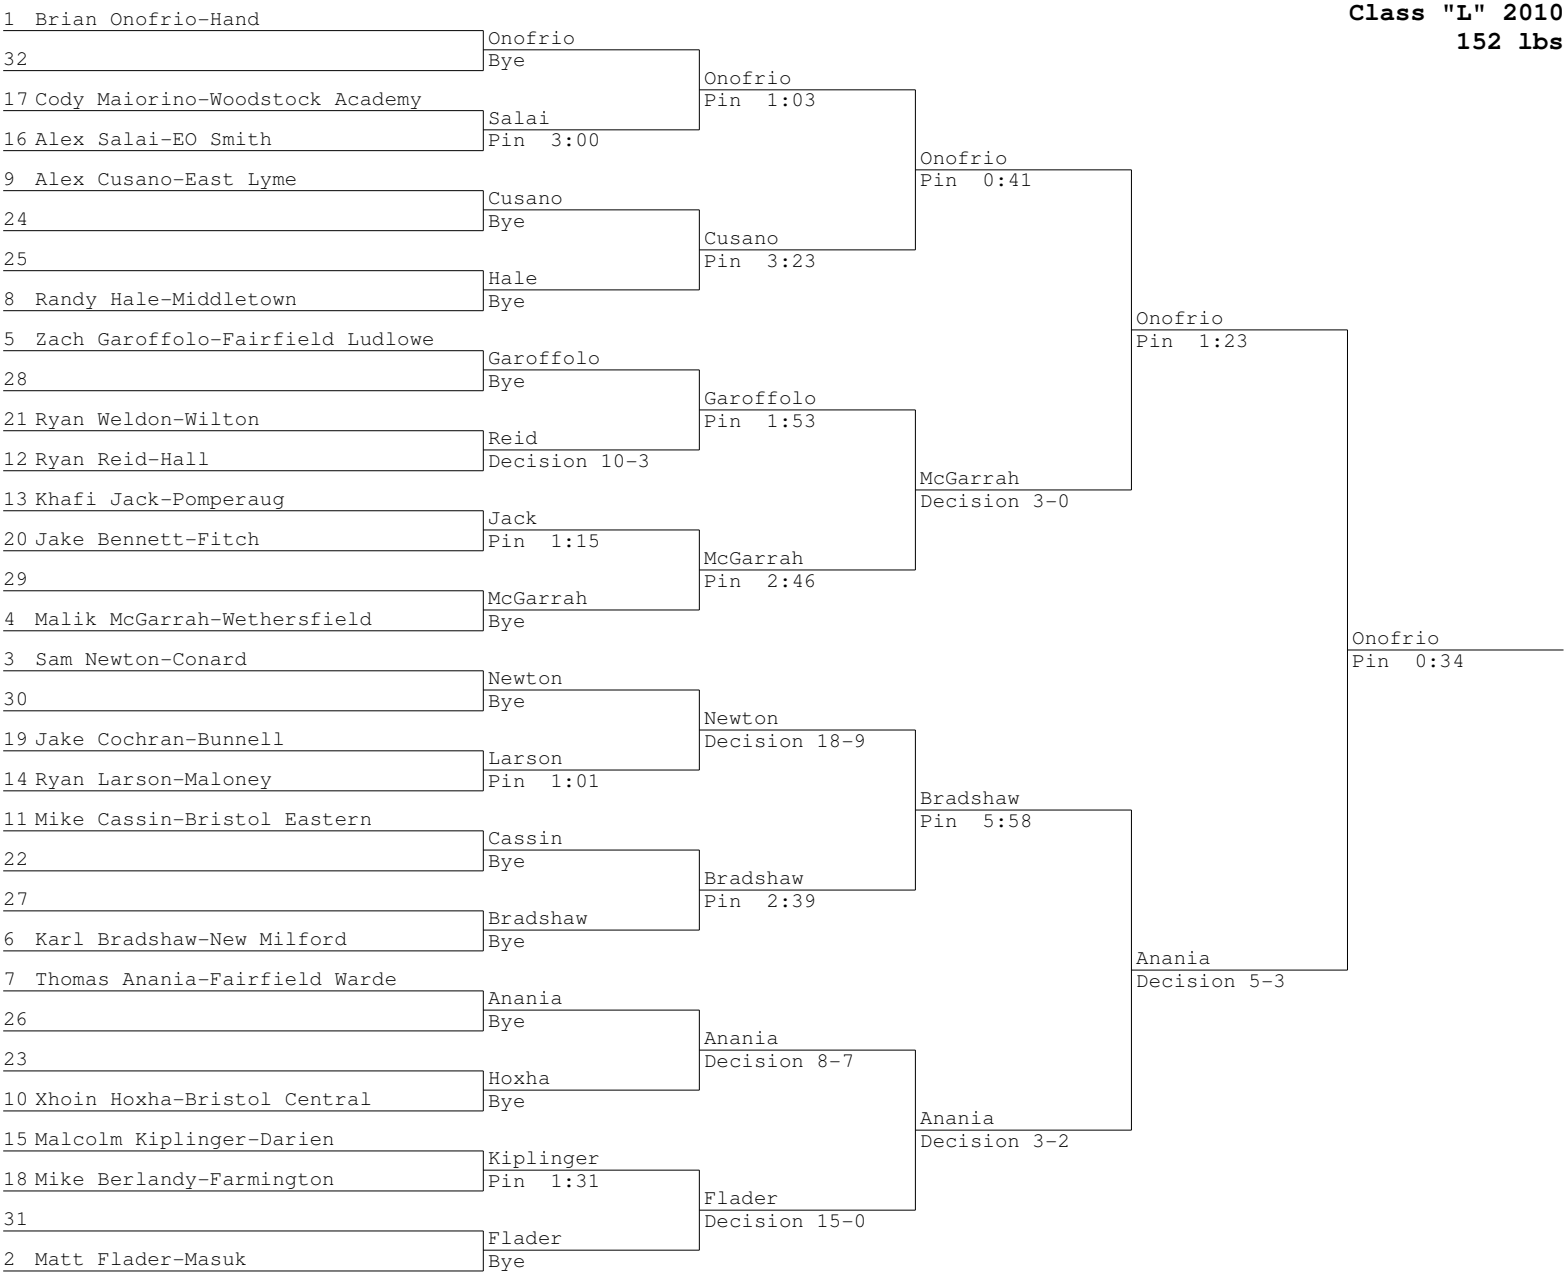 Class "L" 2010
152 lbs
1 Brian Onofrio-Hand
32
17 Cody Maiorino-Woodstock Academy
16 Alex Salai-EO Smith
9 Alex Cusano-East Lyme
24
25
8 Randy Hale-Middletown
5 Zach Garoffolo-Fairfield Ludlowe
28
21 Ryan Weldon-Wilton
12 Ryan Reid-Hall
13 Khafi Jack-Pomperaug
20 Jake Bennett-Fitch
29
4 Malik McGarrah-Wethersfield
3 Sam Newton-Conard
30
19 Jake Cochran-Bunnell
14 Ryan Larson-Maloney
11 Mike Cassin-Bristol Eastern
22
27
6 Karl Bradshaw-New Milford
7 Thomas Anania-Fairfield Warde
26
23
10 Xhoin Hoxha-Bristol Central
15 Malcolm Kiplinger-Darien
18 Mike Berlandy-Farmington
31
2 Matt Flader-Masuk
Onofrio
Bye
Salai
Pin 3:00
Cusano
Bye
Hale
Bye
Garoffolo
Bye
Reid
Decision 10-3
Jack
Pin 1:15
McGarrah
Bye
Newton
Bye
Larson
Pin 1:01
Cassin
Bye
Bradshaw
Bye
Anania
Bye
Hoxha
Bye
Kiplinger
Pin 1:31
Flader
Bye
Onofrio
Pin 1:03
Cusano
Pin 3:23
Garoffolo
Pin 1:53
McGarrah
Pin 2:46
Newton
Decision 18-9
Bradshaw
Pin 2:39
Anania
Decision 8-7
Flader
Decision 15-0
Onofrio
Pin 0:41
McGarrah
Decision 3-0
Bradshaw
Pin 5:58
Anania
Decision 3-2
Onofrio
Pin 1:23
Anania
Decision 5-3
Onofrio
Pin 0:34